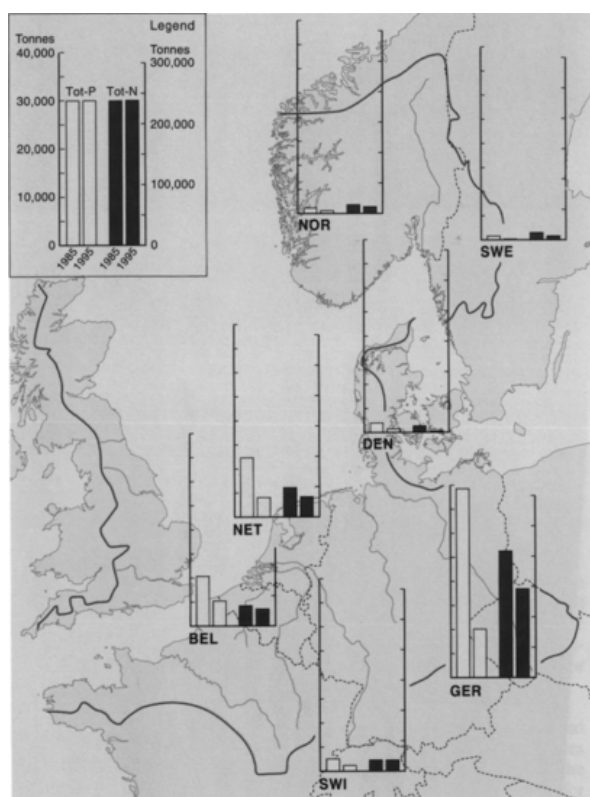 Legend
Tonnes
Tonnes
40,000
300,000
Tot-P
Tot-N
30,000
200,000
20,000
100,000
10,000
0
0
1985
1995
1985
1995
NOR
SWE
DEN
NET
BEL
GER
SWI